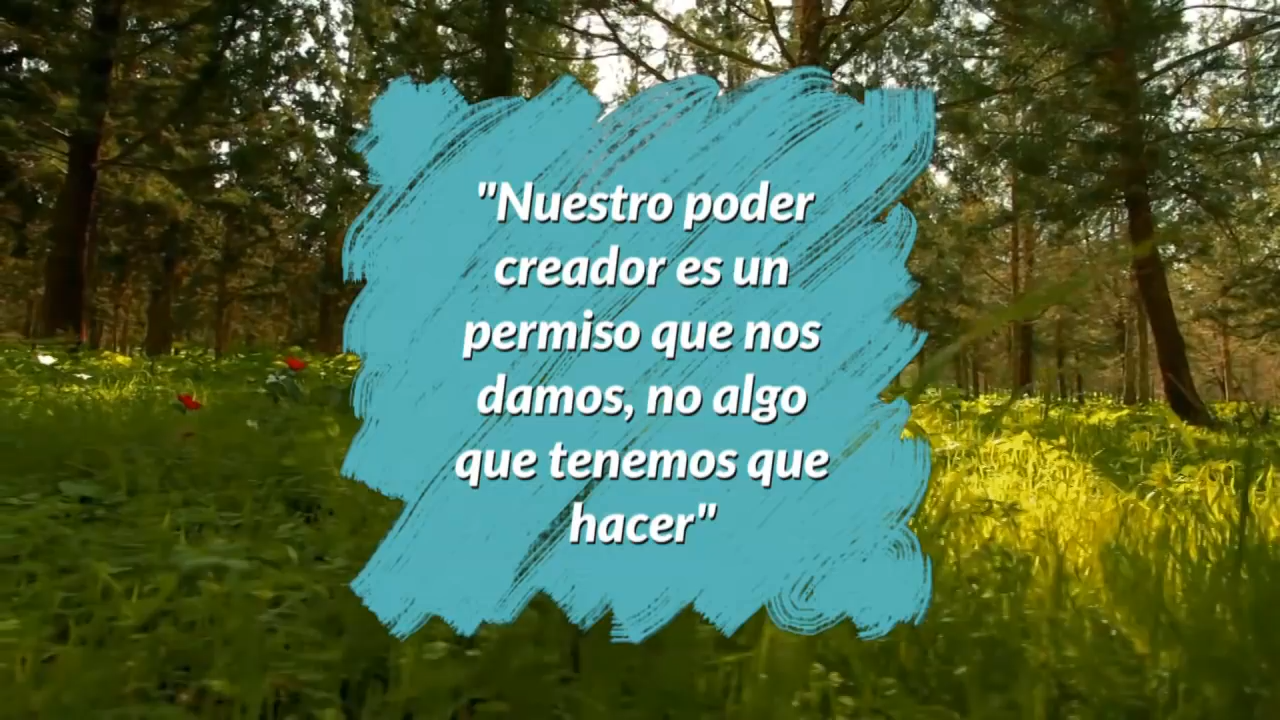 "Nuestro poder
creador es un
permiso que nos
damos, no algo
que tenemos que
hacer"